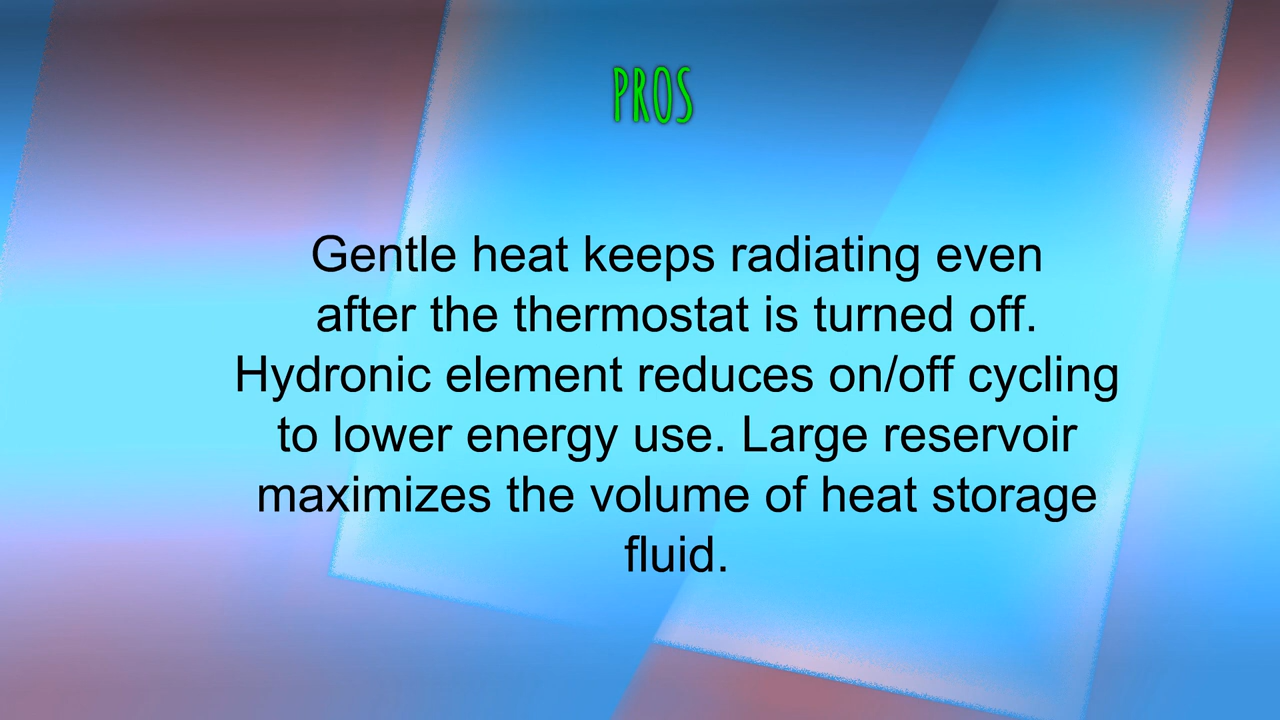 PROS
Gentle heat keeps radiating even
after the thermostat is turned off.
Hydronic element reduces on/off cycling
to lower energy use. Large reservoir
maximizes the volume of heat storage
fluid.